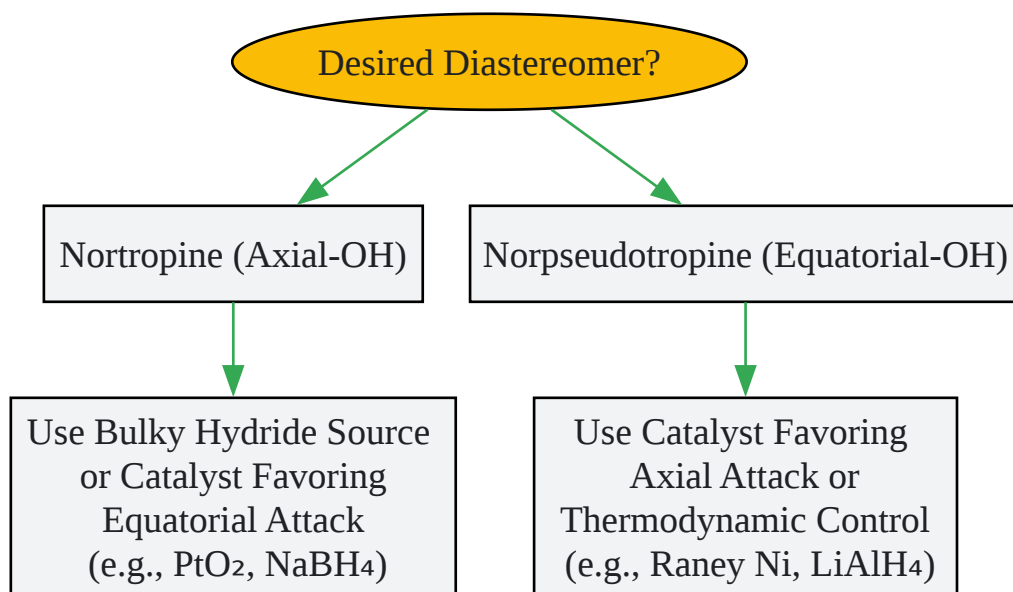 Desired Diastereomer?
Nortropine (Axial-OH)
Norpseudotropine (Equatorial-OH)
Use Bulky Hydride Source
or Catalyst Favoring
Equatorial Attack
(e.g., PtO₂, NaBH₄)
Use Catalyst Favoring
Axial Attack or
Thermodynamic Control
(e.g., Raney Ni, LiAlH₄)